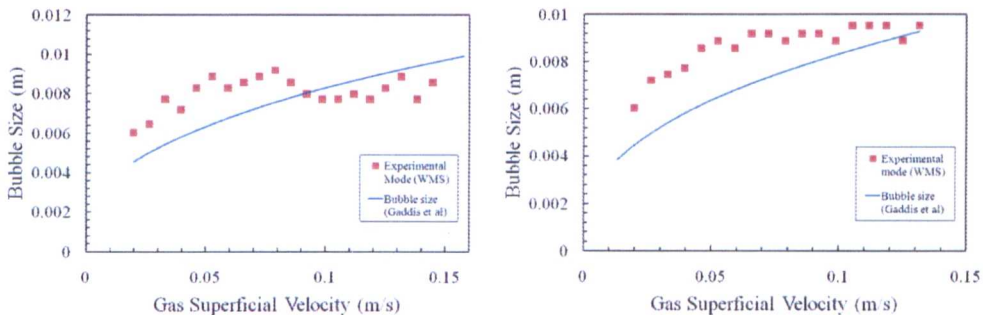 0.012
0.01
0.008
0.006
0.004
0.002
0
Bubble Size (m)
Experimental
Mode (WMS)
Bubble size
(Gaddis et al)
0
0.05
0.1
0.15
Gas Superficial Velocity (m/s)
0.01
0.008
0.006
0.004
0.002
0
Bubble Size (m)
Experimental
mode (WMS)
Bubble size
(Gaddis et al)
0
0.05
0.1
0.15
Gas Superficial Velocity (m/s)